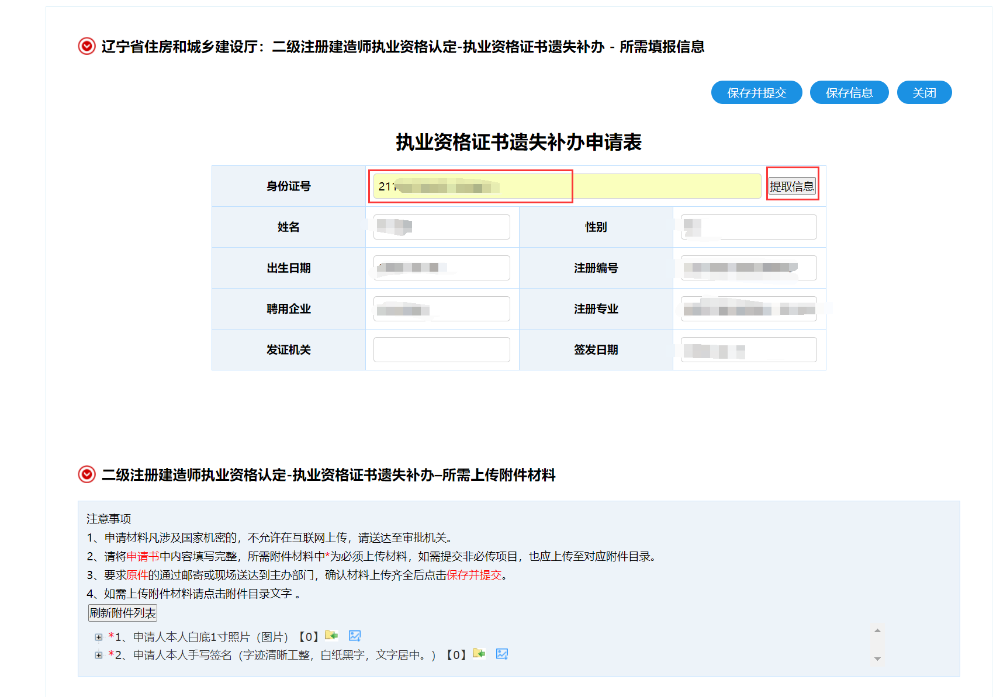 辽宁省住房和城乡建设厅：二级注册建造师执业资格认定-执业资格证书遗失补办 - 所需填报信息
保存并提交 保存信息 关闭
执业资格证书遗失补办申请表
身份证号 211 提取信息
姓名 性别
出生日期 注册编号
聘用企业 注册专业
发证机关 签发日期
二级注册建造师执业资格认定-执业资格证书遗失补办–所需上传附件材料
注意事项
1、申请材料凡涉及国家机密的，不允许在互联网上传，请送达至审批机关。
2、请将申请书中内容填写完整，所需附件材料中*为必须上传材料，如需提交非必传项目，也应上传至对应附件目录。
3、要求原件的通过邮寄或现场送达到主办部门，确认材料上传齐全后点击保存并提交。
4、如需上传附件材料请点击附件目录文字 。
刷新附件列表
*1、申请人本人白底1寸照片（图片）【0】
*2、申请人本人手写签名（字迹清晰工整，白纸黑字，文字居中。）【0】